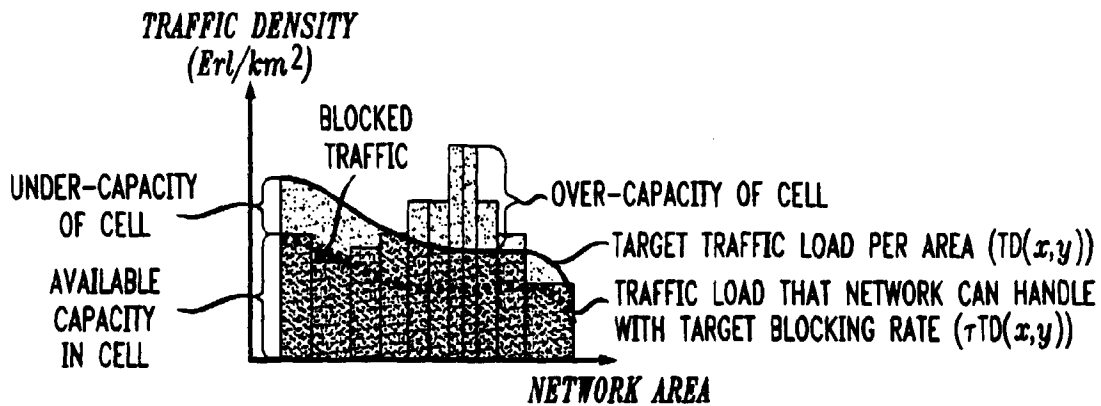 TRAFFIC DENSITY
(Erl/km²)
BLOCKED
TRAFFIC
UNDER-CAPACITY
OF CELL
OVER-CAPACITY OF CELL
TARGET TRAFFIC LOAD PER AREA (TD(x,y))
AVAILABLE
CAPACITY
IN CELL
TRAFFIC LOAD THAT NETWORK CAN HANDLE
WITH TARGET BLOCKING RATE (τTD(x,y))
NETWORK AREA